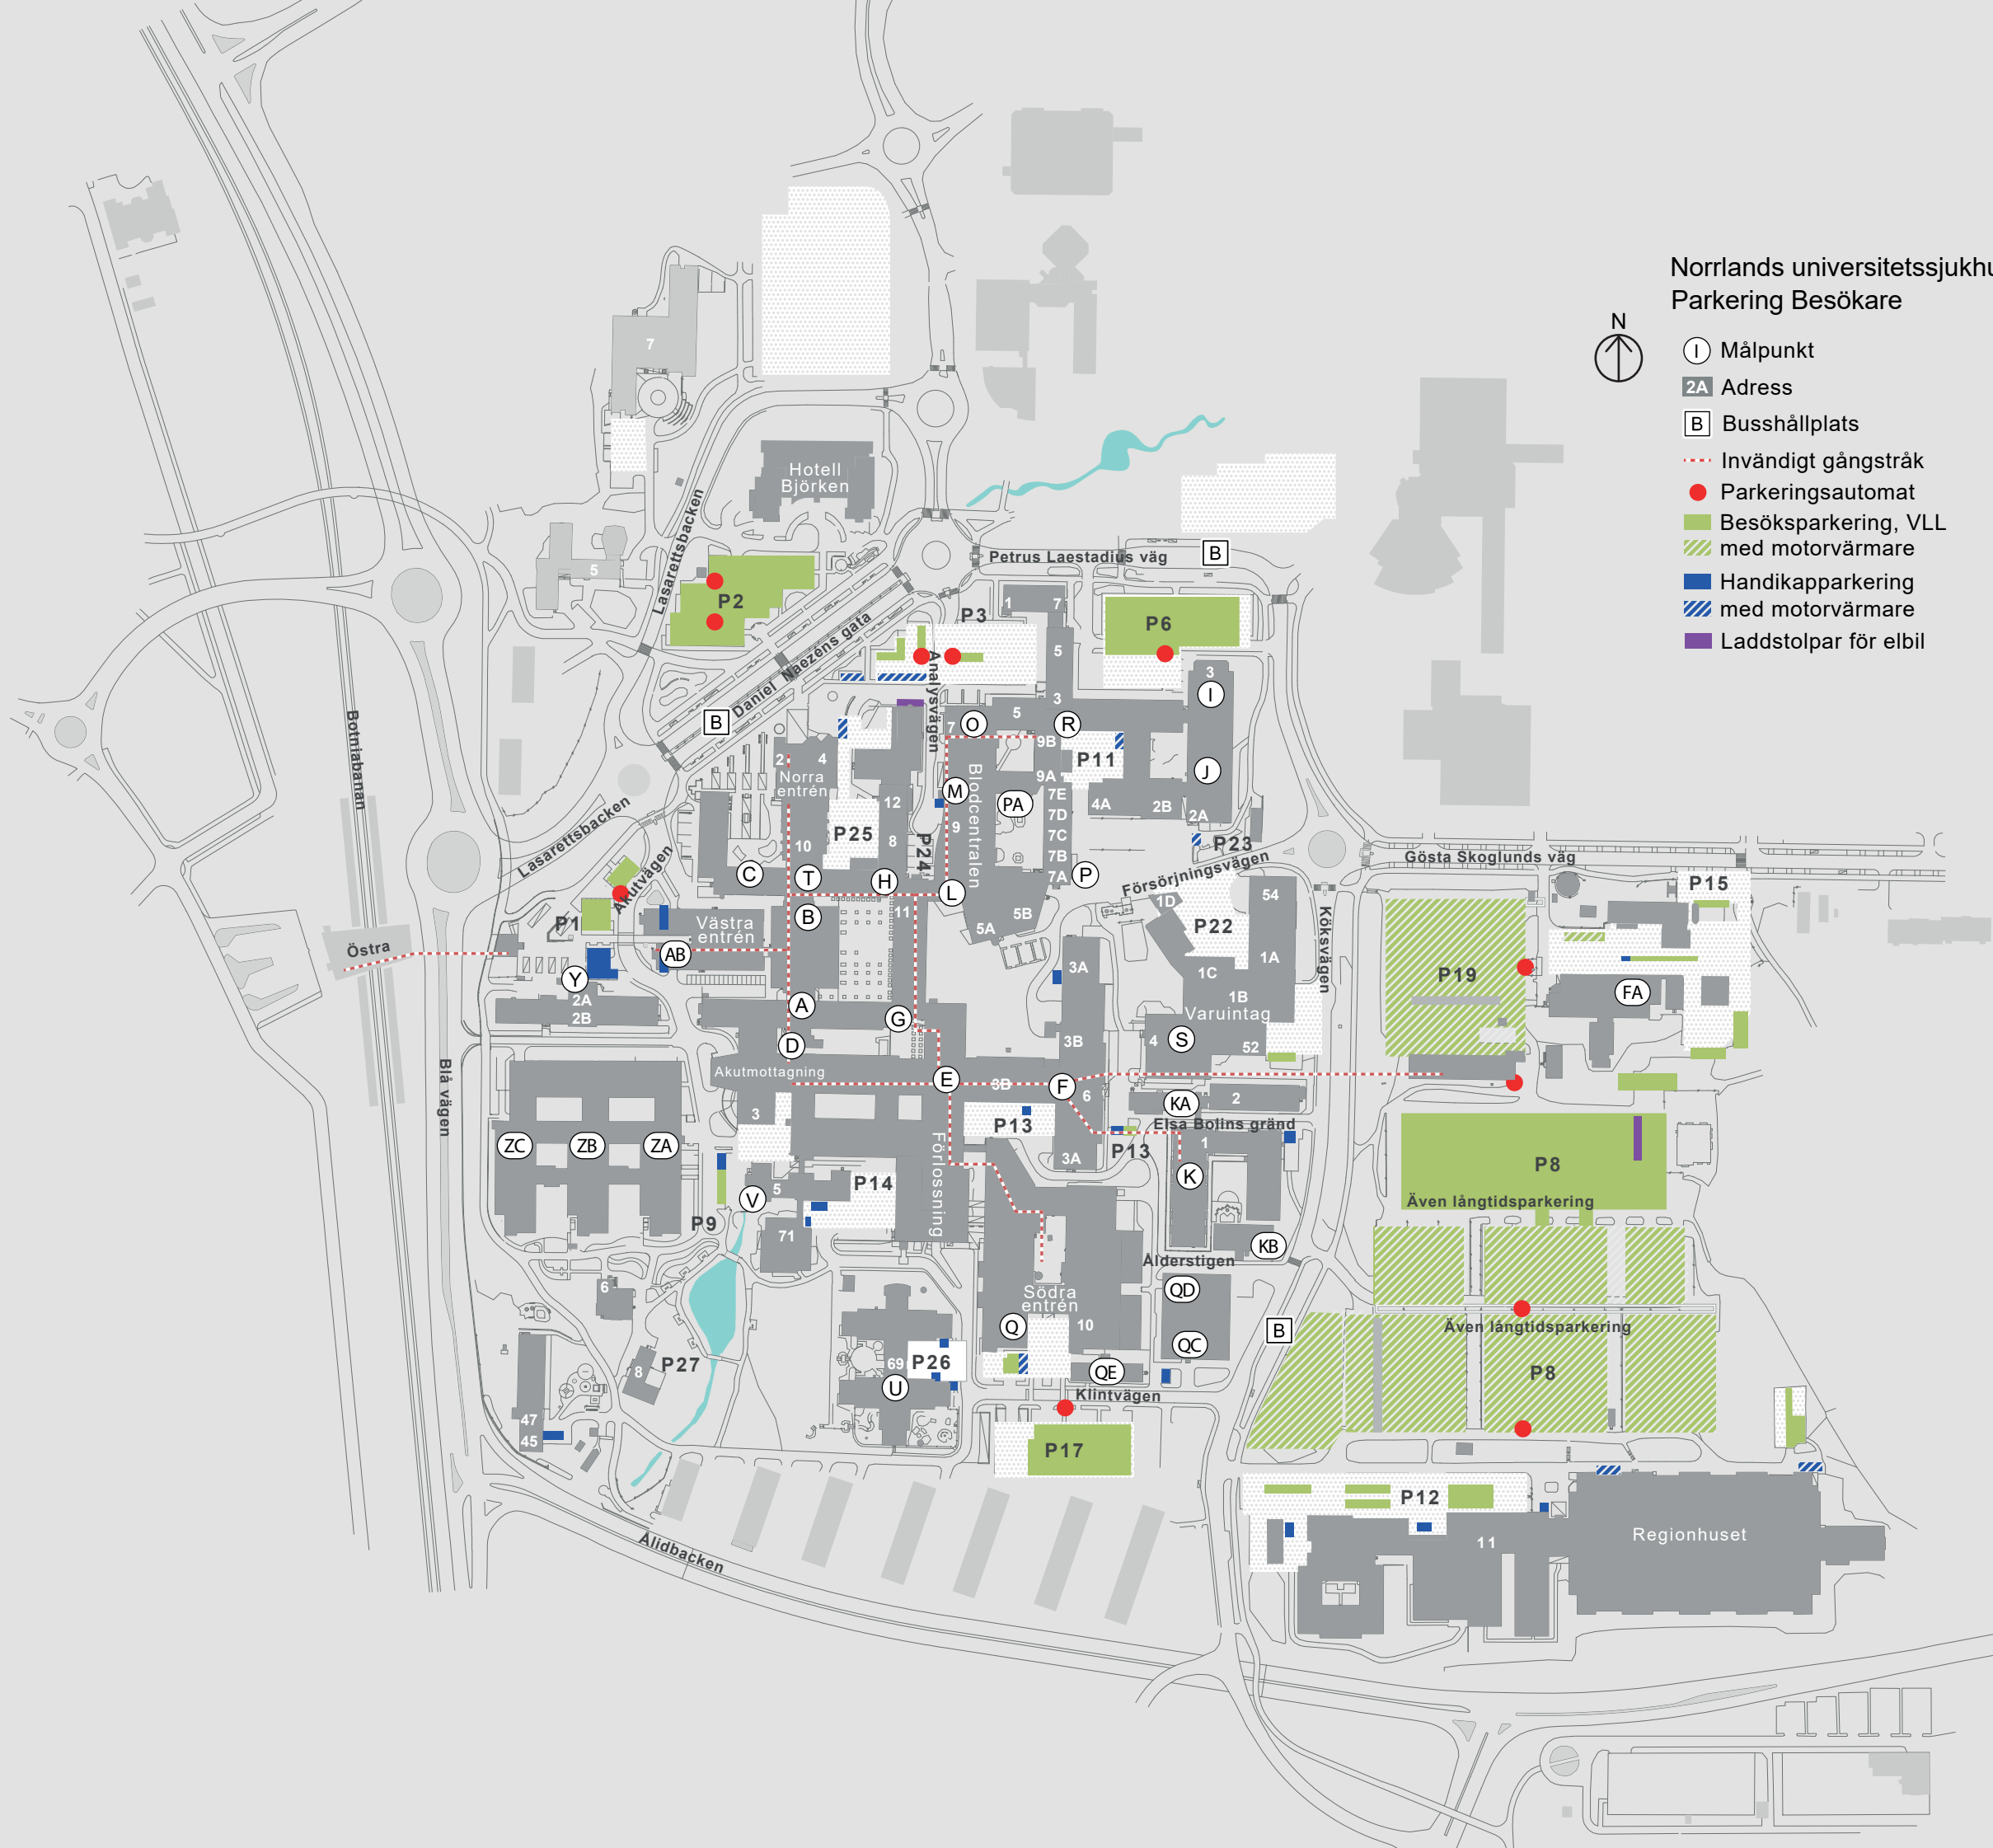 Norrlands universitetssjukhu
Parkering Besökare
N
I Målpunkt
2A Adress
B Busshållplats
Invändigt gångstråk
Parkeringsautomat
Besöksparkering, VLL
med motorvärmare
Handikapparkering
med motorvärmare
Laddstolpar för elbil
7
Hotell
Björken
Lasarettsbacken
5
P2
Petrus Laestadius väg
B
Daniel Naezéns gata
B
P3
Analysvägen
1
7
5
3
P6
3
I
5
7
O
R
9B
P11
9A
J
2
4
Norra
entrén
10
12
8
P25
P24
M
9
Blodcentralen
PA
7E
7D
7C
7B
7A
4A
2B
2A
P23
P
Försörjningsvägen
Gösta Skoglunds väg
Botniabanan
Lasarettsbacken
Akutvägen
P1
C
T
H
L
B
11
Västra
entrén
AB
Östra
Y
2A
2B
5A
5B
1D
54
P22
1A
1C
1B
Varuintag
Köksvägen
P15
P19
FA
3A
3B
A
G
D
Akutmottagning
E
3B
F
6
4
S
52
KA
2
Elsa Bolins gränd
Blå vägen
3
P13
3A
P13
1
K
ZC
ZB
ZA
V
5
P14
Förlossning
P9
71
P8
Även långtidsparkering
KB
Ålderstigen
6
Södra
entrén
QD
Q
10
QC
B
Även långtidsparkering
P8
8
P27
69
P26
U
QE
Klintvägen
47
45
P17
P12
11
Regionhuset
Ålidbacken